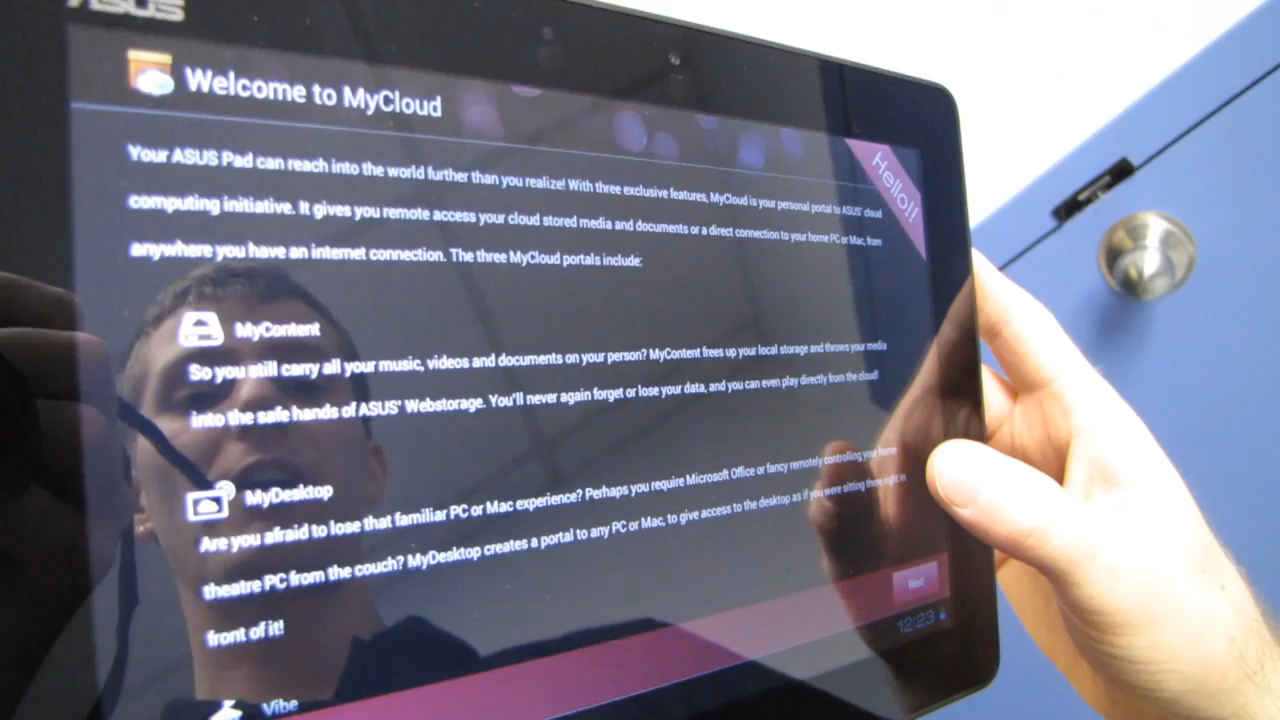 ASUS
Welcome to MyCloud
Hello!!
Your ASUS Pad can reach into the world further than you realize! With three exclusive features, MyCloud is your personal portal to ASUS' cloud
computing initiative. It gives you remote access your cloud stored media and documents or a direct connection to your home PC or Mac, from
anywhere you have an internet connection. The three MyCloud portals include:
MyContent
So you still carry all your music, videos and documents on your person? MyContent frees up your local storage and throws your media
into the safe hands of ASUS' Webstorage. You'll never again forget or lose your data, and you can even play directly from the cloud!
MyDesktop
Are you afraid to lose that familiar PC or Mac experience? Perhaps you require Microsoft Office or fancy remotely controlling your home
theatre PC from the couch? MyDesktop creates a portal to any PC or Mac, to give access to the desktop as if you were sitting there right in
front of it!
Next
12:23
Vibe